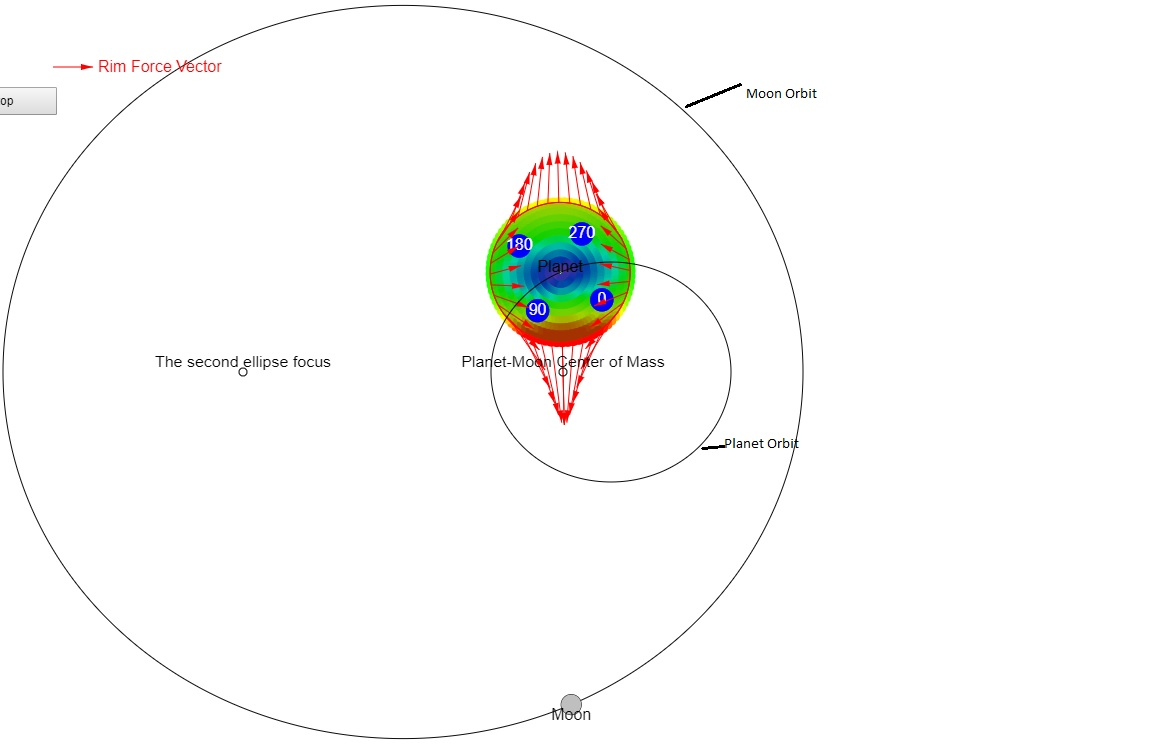 Rim Force Vector
op
Moon Orbit
270
180
Planet
0
90
The second ellipse focus
Planet-Moon Center of Mass
Planet Orbit
Moon